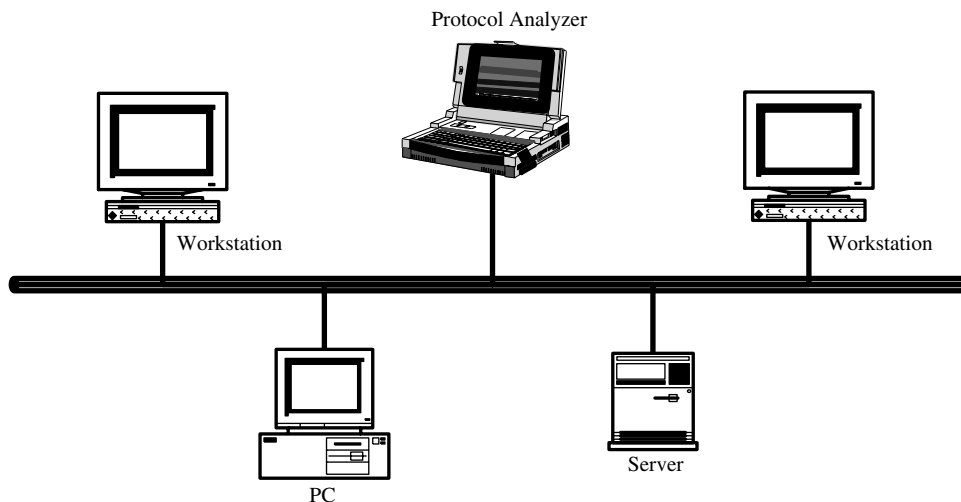 Protocol Analyzer
Workstation
Workstation
Server
PC